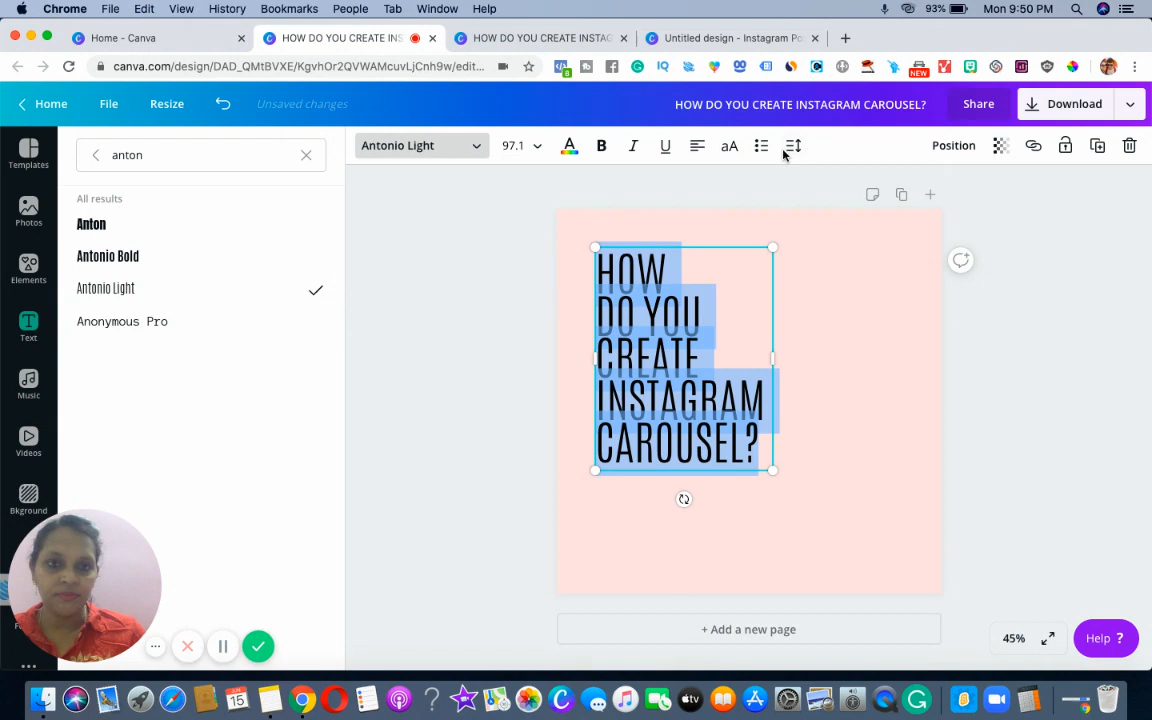 Chrome File Edit View History Bookmarks People Tab Window Help 93% Mon 9:50 PM
Home - Canva
HOW DO YOU CREATE INS
HOW DO YOU CREATE INSTAG
Untitled design - Instagram Po
canva.com/design/DAD_QMtBVXE/KgvhOr2QVWAMcuvLjCnh9w/edit...
NEW
Home File Resize Unsaved changes HOW DO YOU CREATE INSTAGRAM CAROUSEL? Share Download
Templates
Photos
Elements
Text
Music
Videos
Bkground
anton
All results
Anton
Antonio Bold
Antonio Light
Anonymous Pro
Antonio Light 97.1 A B I U aA Position
HOW
DO YOU
CREATE
INSTAGRAM
CAROUSEL?
+ Add a new page
45%
Help ?